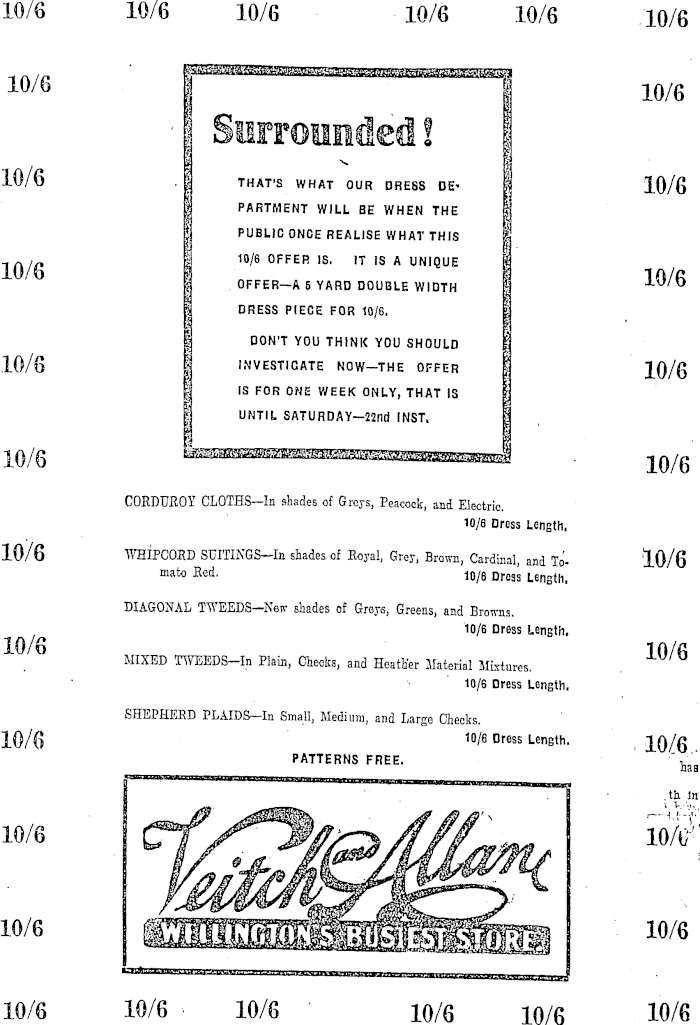 10/6 10/6 10/6 10/6 10/6 10/6
10/6 10/6
Surrounded!
10/6 10/6
THAT'S WHAT OUR DRESS DE-
PARTMENT WILL BE WHEN THE
PUBLIC ONCE REALISE WHAT THIS
10/6 OFFER IS. IT IS A UNIQUE
10/6 10/6
OFFER—A 5 YARD DOUBLE WIDTH
DRESS PIECE FOR 10/6.
DON'T YOU THINK YOU SHOULD
10/6 10/6
INVESTIGATE NOW—THE OFFER
IS FOR ONE WEEK ONLY, THAT IS
UNTIL SATURDAY—22nd INST.
10/6 10/6
CORDUROY CLOTHS—In shades of Greys, Peacock, and Electric.
10/6 Dress Length.
10/6 10/6
WHIPCORD SUITINGS—In shades of Royal, Grey, Brown, Cardinal, and To-
mato Red. 10/6 Dress Length.
DIAGONAL TWEEDS—New shades of Greys, Greens, and Browns.
10/6 Dress Length.
10/6 10/6
MIXED TWEEDS—In Plain, Checks, and Heather Material Mixtures.
10/6 Dress Length.
SHEPHERD PLAIDS—In Small, Medium, and Large Checks.
10/6 Dress Length.
10/6 10/6
PATTERNS FREE.
has
th in
10/6 10/6
Veitch and Allan
WELLINGTON'S BUSIEST STORE.
10/6 10/6
10/6 10/6 10/6 10/6 10/6 10/6